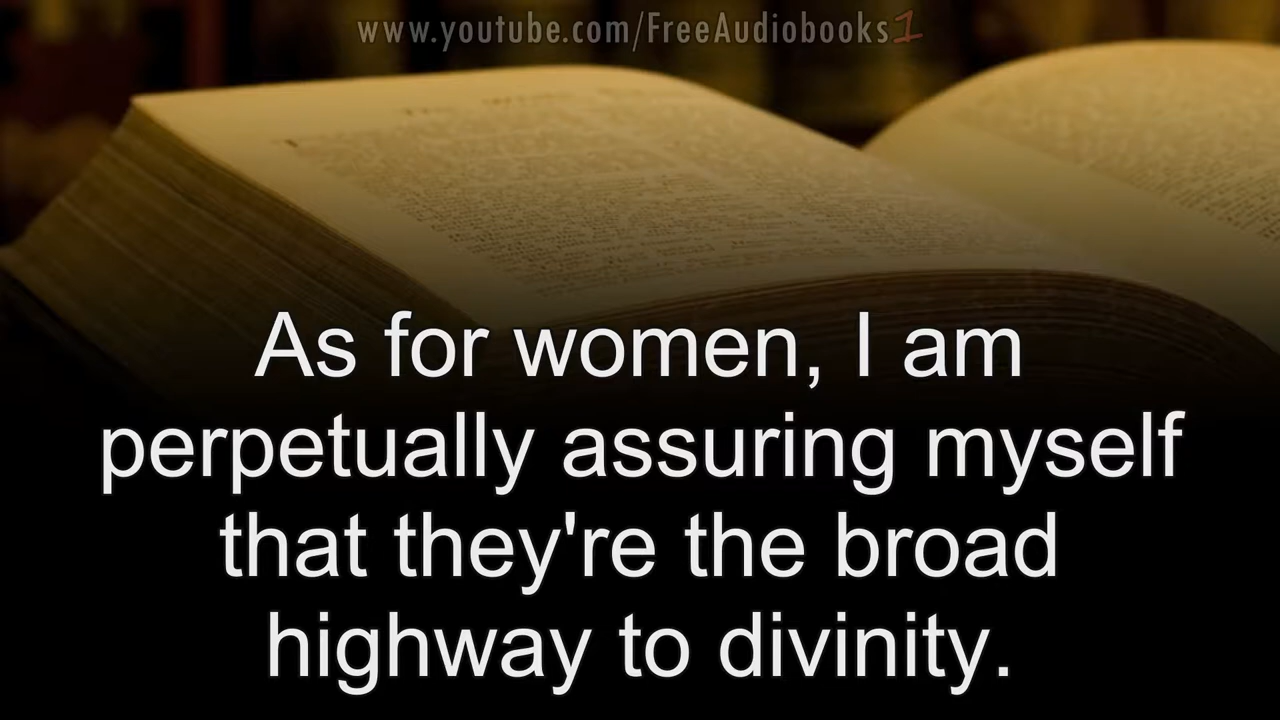 www.youtube.com/FreeAudiobooks1
As for women, I am
perpetually assuring myself
that they're the broad
highway to divinity.